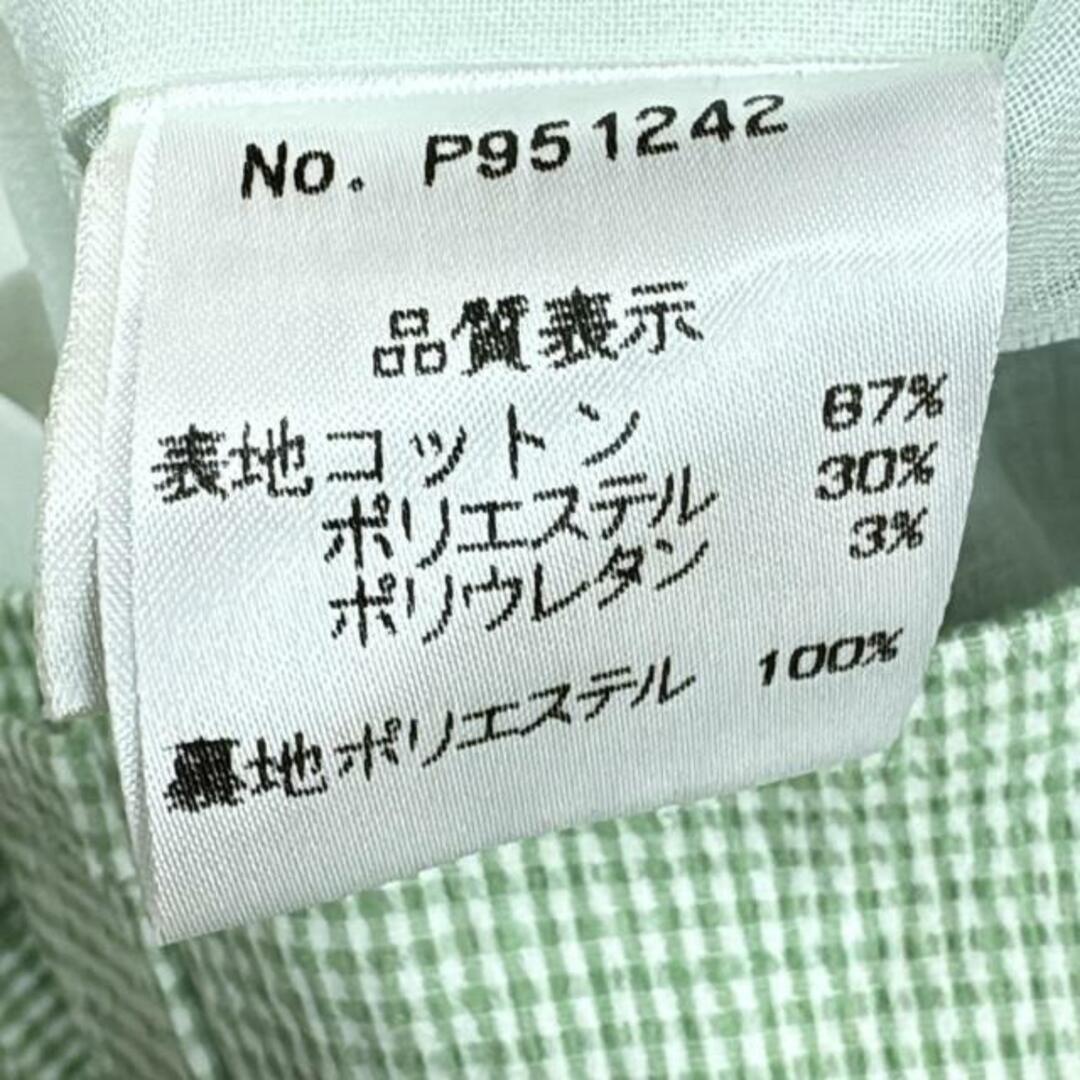 No. P951242
品質表示
表地コットン 67%
ポリエステル 30%
ポリウレタン 3%
裏地ポリエステル 100%